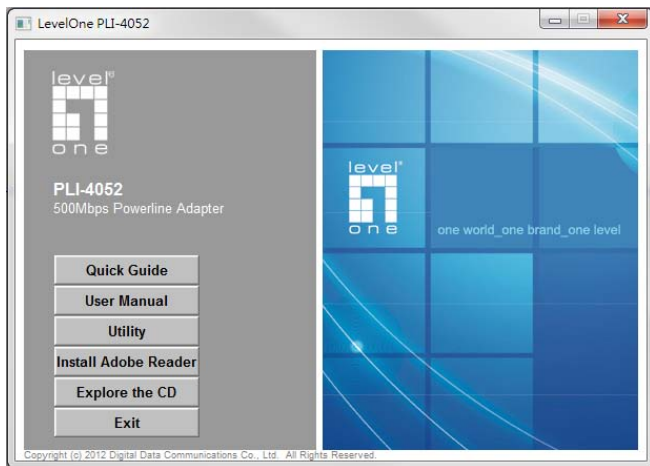 LevelOne PLI-4052
level®
one
PLI-4052
500Mbps Powerline Adapter
Quick Guide
User Manual
Utility
Install Adobe Reader
Explore the CD
Exit
level®
one
one world_one brand_one level
Copyright (c) 2012 Digital Data Communications Co., Ltd. All Rights Reserved.